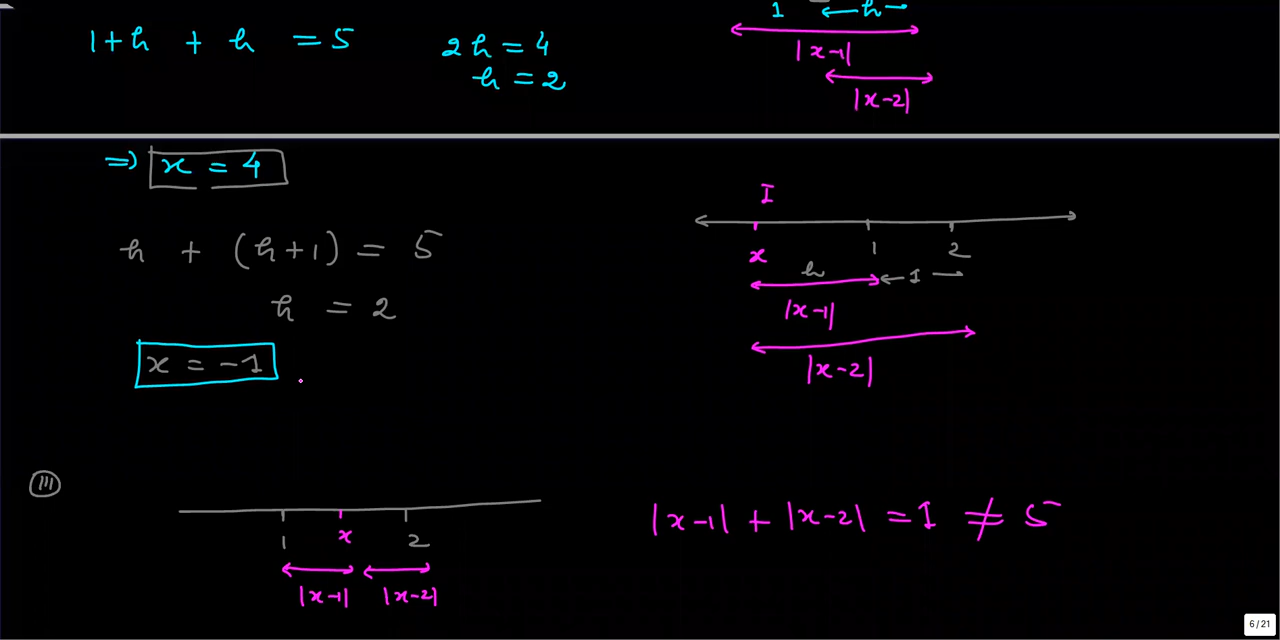 1 h
1+h + h = 5
2h = 4
|x-1|
h = 2
|x-2|
=> x = 4
I
h + (h+1) = 5
x 1 2
h 1
h = 2
|x-1|
x = -1
|x-2|
III
|x-1| + |x-2| = 1 ≠ 5
1 x 2
|x-1| |x-2|
6 / 21